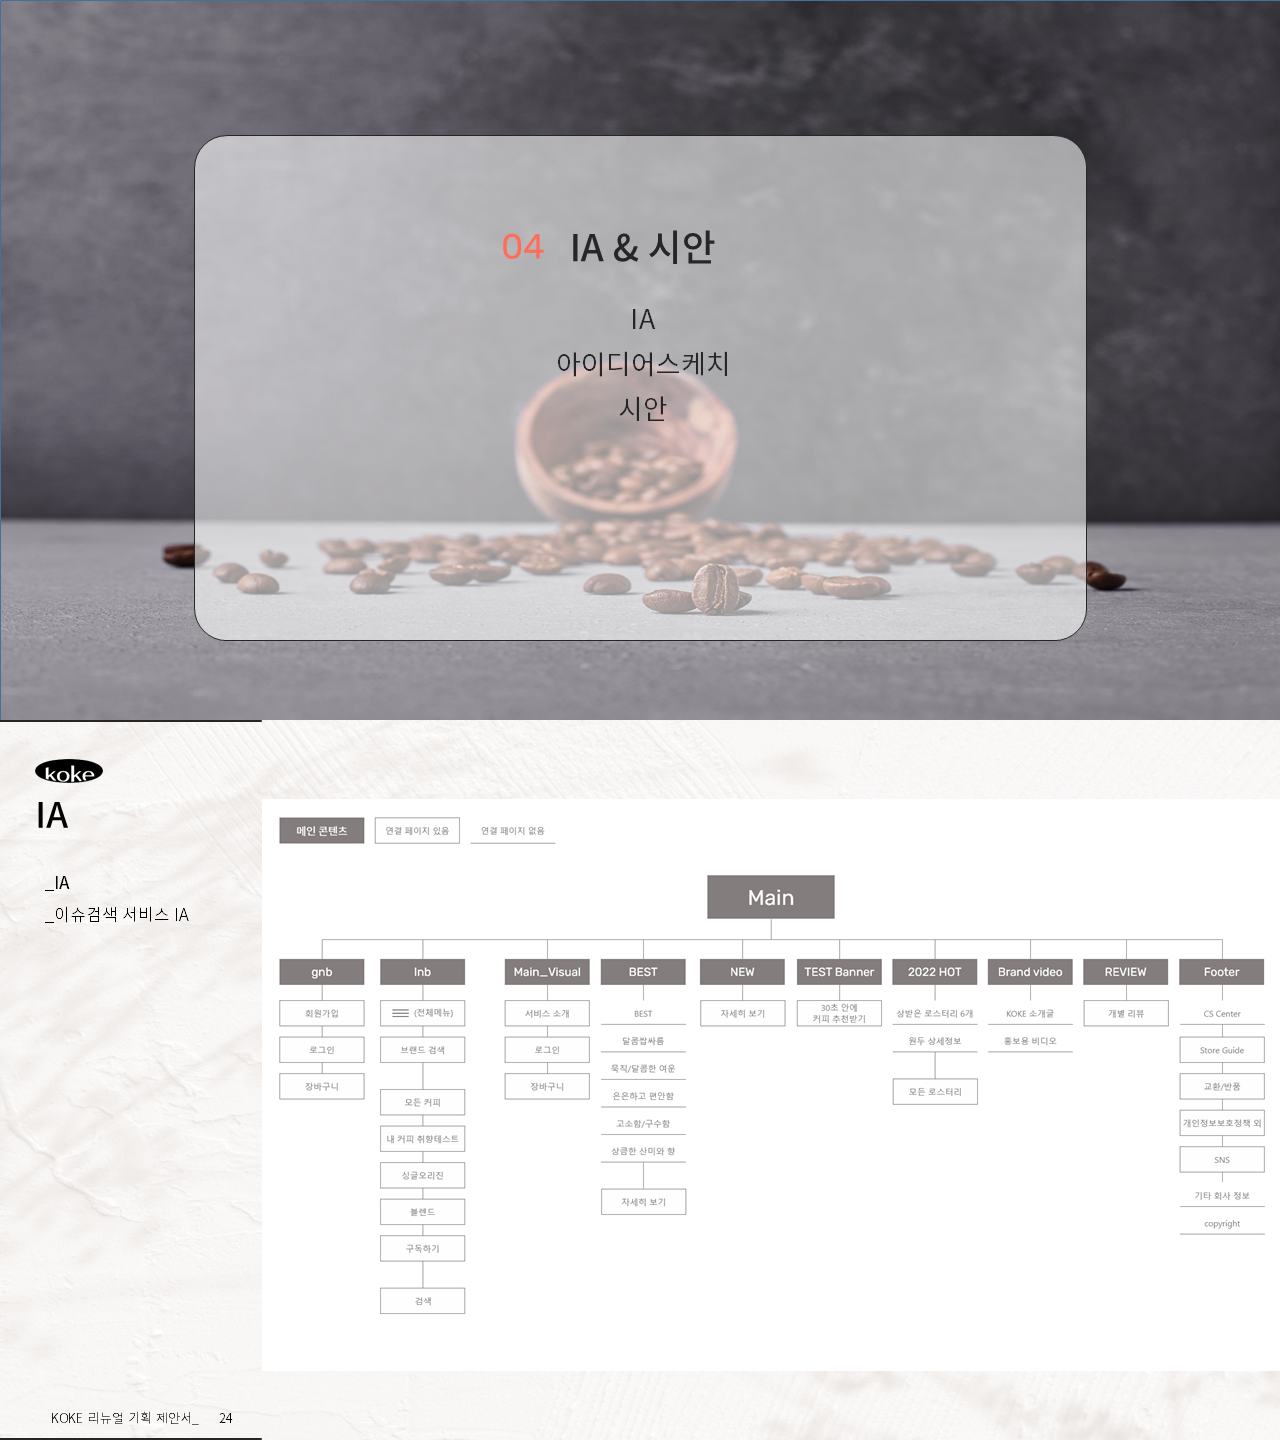 04 IA & 시안
IA
아이디어스케치
시안
koke
IA
_IA
_이슈검색 서비스 IA
메인 콘텐츠
연결 페이지 있음
연결 페이지 없음
Main
gnb
회원가입
로그인
장바구니
lnb
(전체메뉴)
브랜드 검색
모든 커피
내 커피 취향테스트
싱글오리진
블렌드
구독하기
검색
Main_Visual
서비스 소개
로그인
장바구니
BEST
BEST
달콤쌉싸름
묵직/달콤한 여운
은은하고 편안함
고소함/구수함
상큼한 산미와 향
자세히 보기
NEW
자세히 보기
TEST Banner
30초 안에
커피 추천받기
2022 HOT
상받은 로스터리 6개
원두 상세정보
모든 로스터리
Brand video
KOKE 소개글
홍보용 비디오
REVIEW
개별 리뷰
Footer
CS Center
Store Guide
교환/반품
개인정보보호정책 외
SNS
기타 회사 정보
copyright
KOKE 리뉴얼 기획 제안서_ 24